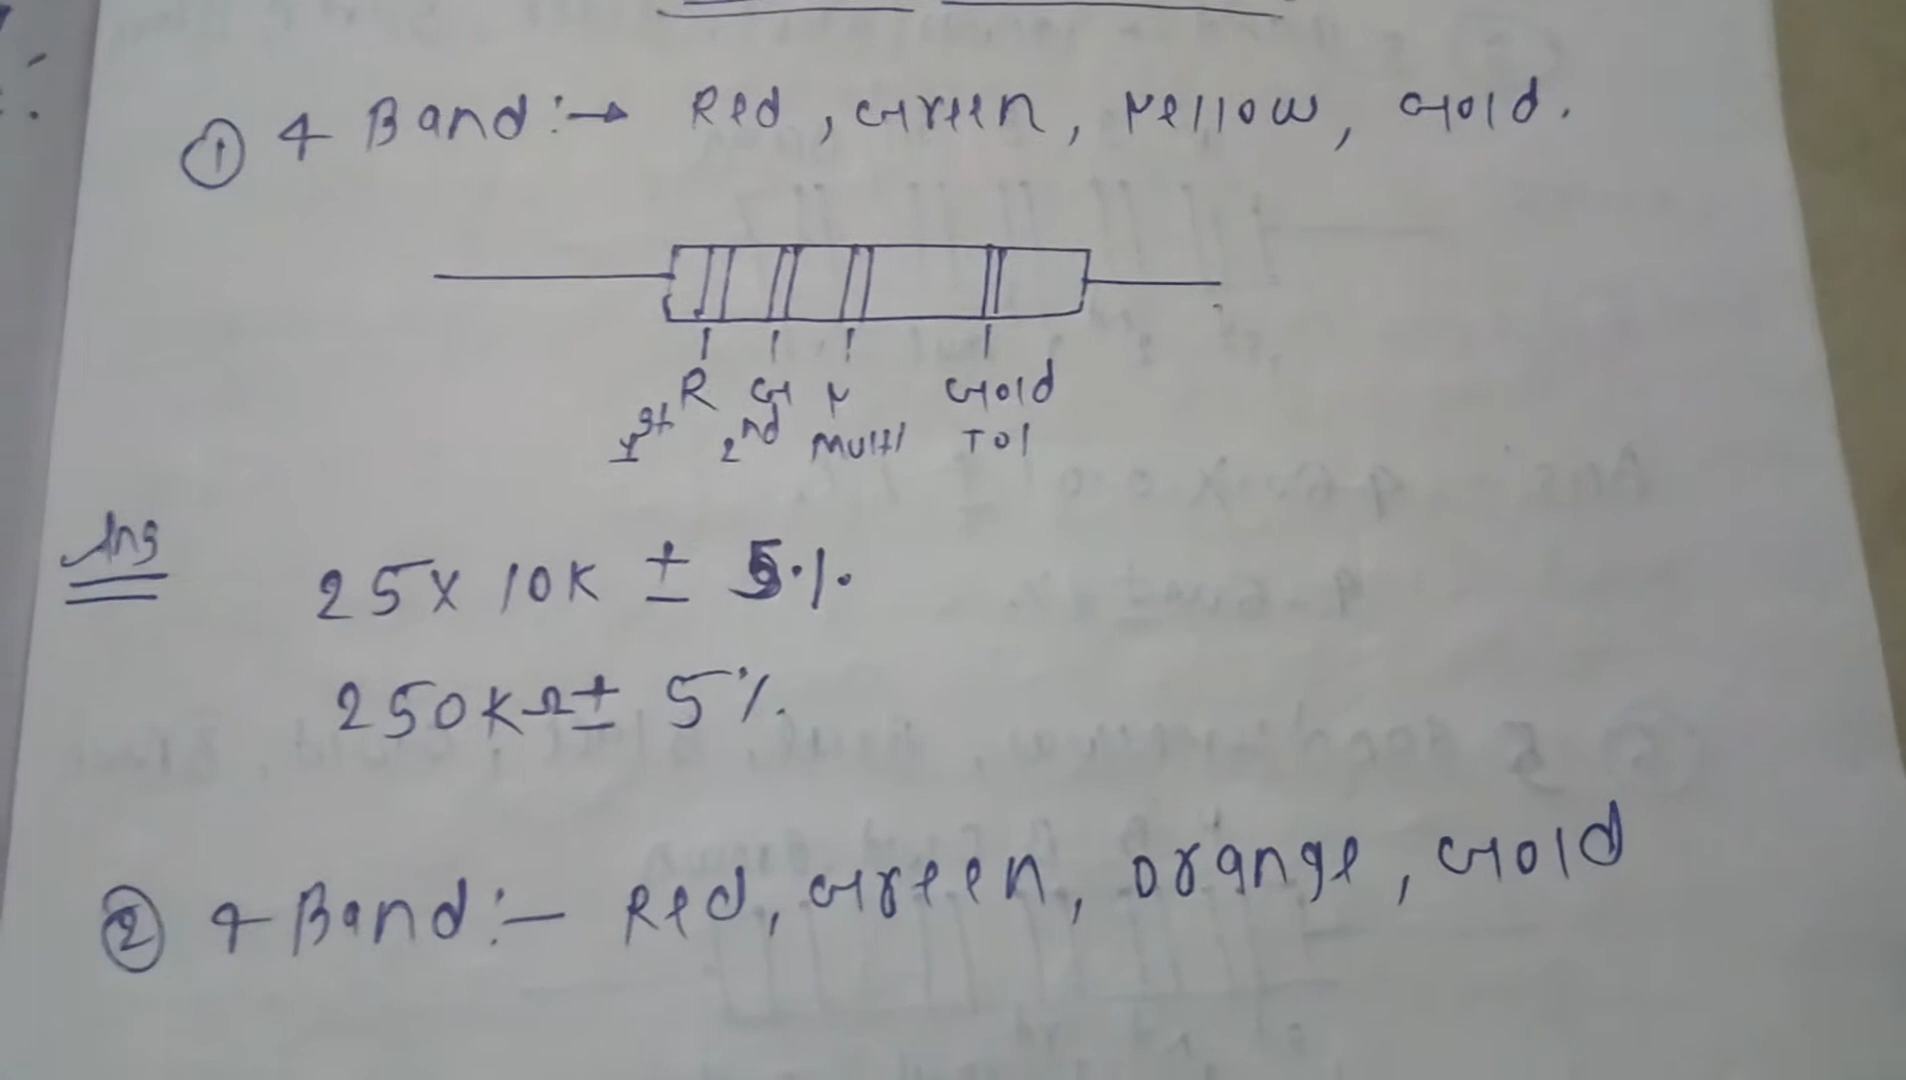 ① 4 Band :→ Red, Green, Yellow, Gold.
R G Y Gold
1st 2nd Multi Tol
Ans
25 x 10K ± 5%
250KΩ ± 5%.
② 4 Band :- Red, Green, orange, Gold